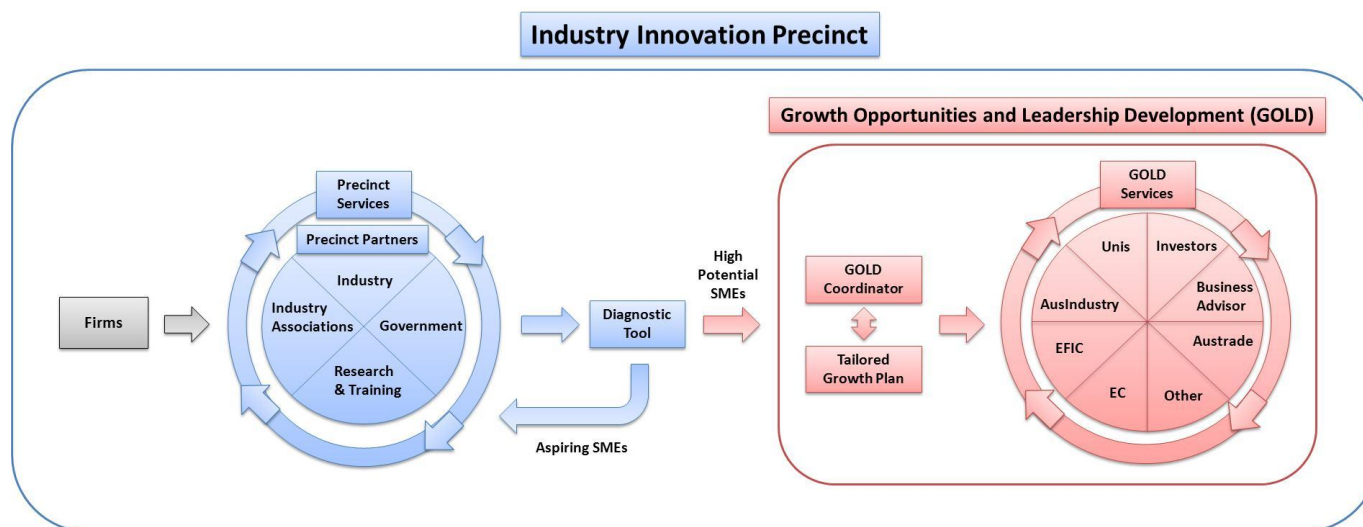 Industry Innovation Precinct
Growth Opportunities and Leadership Development (GOLD)
Firms
Precinct
Services
Precinct Partners
Industry
Industry
Associations
Government
Research
& Training
Diagnostic
Tool
Aspiring SMEs
High
Potential
SMEs
GOLD
Coordinator
Tailored
Growth Plan
GOLD
Services
Unis
Investors
AusIndustry
Business
Advisor
EFIC
Austrade
EC
Other